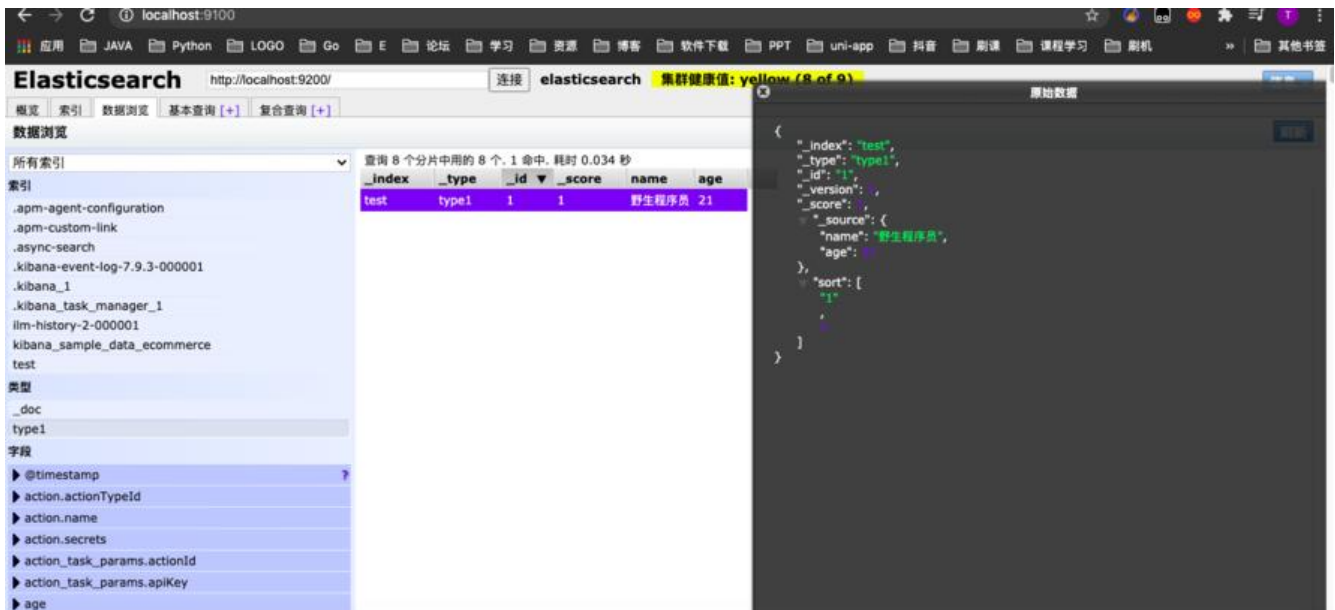 localhost:9100
应用 JAVA Python LOGO Go E 论坛 学习 资源 博客 软件下载 PPT uni-app 抖音 刷课 课程学习 刷机 » 其他书签
Elasticsearch http://localhost:9200/ 连接 elasticsearch 集群健康值: yellow (8 of 9)
概览 索引 数据浏览 基本查询 [+] 复合查询 [+]
数据浏览
所有索引
索引
.apm-agent-configuration
.apm-custom-link
.async-search
.kibana-event-log-7.9.3-000001
.kibana_1
.kibana_task_manager_1
ilm-history-2-000001
kibana_sample_data_ecommerce
test
类型
_doc
type1
字段
@timestamp ?
action.actionTypeId
action.name
action.secrets
action_task_params.actionId
action_task_params.apiKey
age
查询 8 个分片中用的 8 个. 1 命中. 耗时 0.034 秒
_index _type _id ▼ _score name age
test type1 1 1 野生程序员 21
原始数据
刷新
{
"_index": "test",
"_type": "type1",
"_id": "1",
"_version": ,
"_score": ,
"_source": {
"name": "野生程序员",
"age":
},
"sort": [
"1"
,
]
}